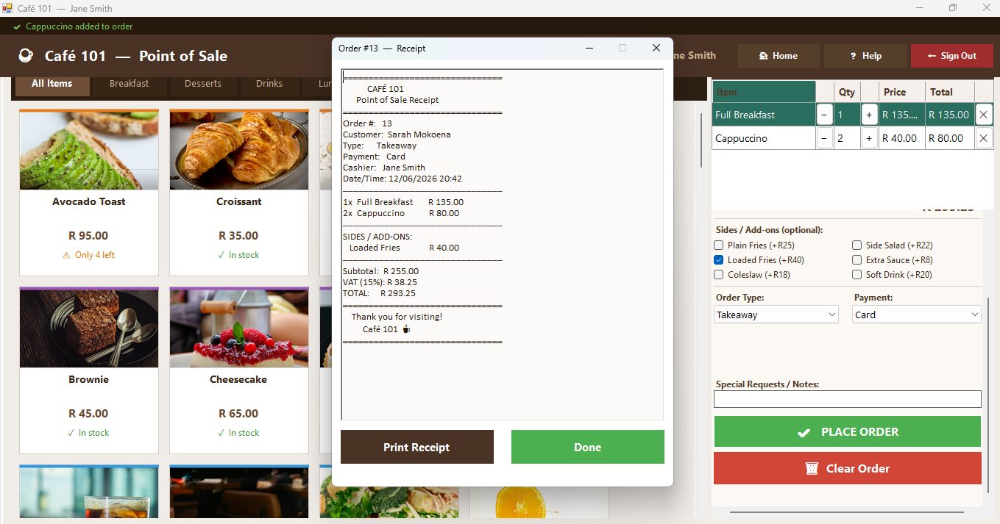 Café 101 — Jane Smith
✓ Cappuccino added to order
Café 101 — Point of Sale
ne Smith
Home
? Help
← Sign Out
All Items
Breakfast
Desserts
Drinks
Avocado Toast
R 95.00
⚠ Only 4 left
Croissant
R 35.00
✓ In stock
Brownie
R 45.00
✓ In stock
Cheesecake
R 65.00
✓ In stock
Order #13 — Receipt
===============================
CAFÉ 101
Point of Sale Receipt
===============================
Order #: 13
Customer: Sarah Mokoena
Type: Takeaway
Payment: Card
Cashier: Jane Smith
Date/Time: 12/06/2026 20:42
1x Full Breakfast R 135.00
2x Cappuccino R 80.00
SIDES / ADD-ONS:
Loaded Fries R 40.00
Subtotal: R 255.00
VAT (15%): R 38.25
TOTAL: R 293.25
===============================
Thank you for visiting!
Café 101 ☕
===============================
Print Receipt
Done
Item Qty Price Total
Full Breakfast − 1 + R 135.... R 135.00 ✕
Cappuccino − 2 + R 40.00 R 80.00 ✕
Sides / Add-ons (optional):
Plain Fries (+R25)
Side Salad (+R22)
Loaded Fries (+R40)
Extra Sauce (+R8)
Coleslaw (+R18)
Soft Drink (+R20)
Order Type:
Payment:
Takeaway
Card
Special Requests / Notes:
✔ PLACE ORDER
Clear Order